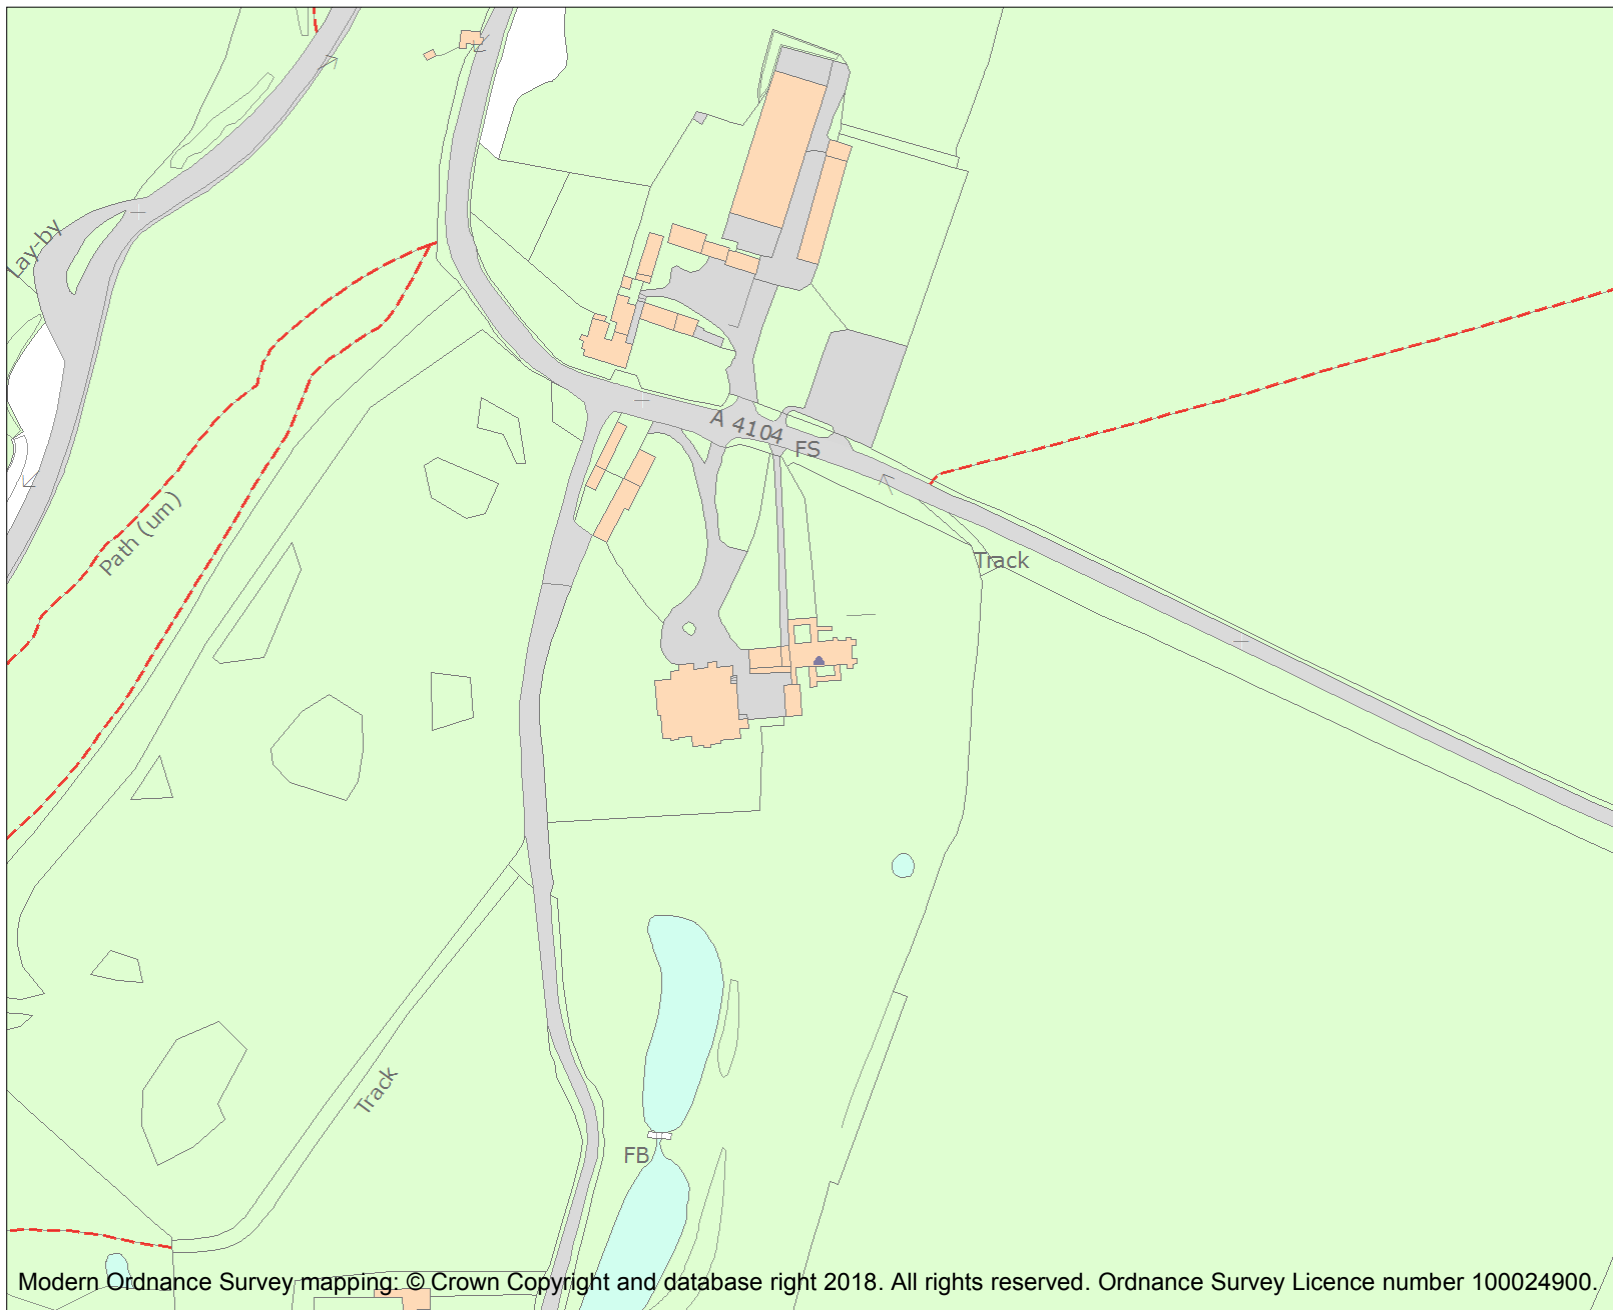 Lay-by
A 4104
FS
Path (um)
Track
Track
FB
Modern Ordnance Survey mapping: © Crown Copyright and database right 2018. All rights reserved. Ordnance Survey Licence number 100024900.